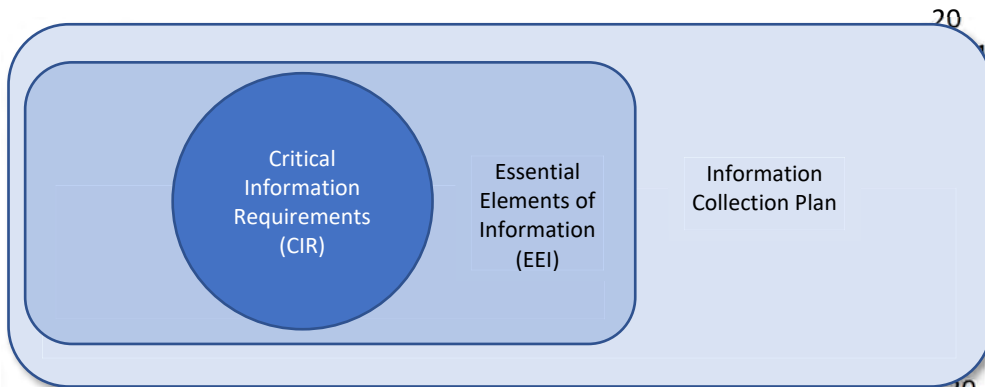 20
Critical
Information
Requirements
(CIR)
Essential
Elements of
Information
(EEI)
Information
Collection Plan